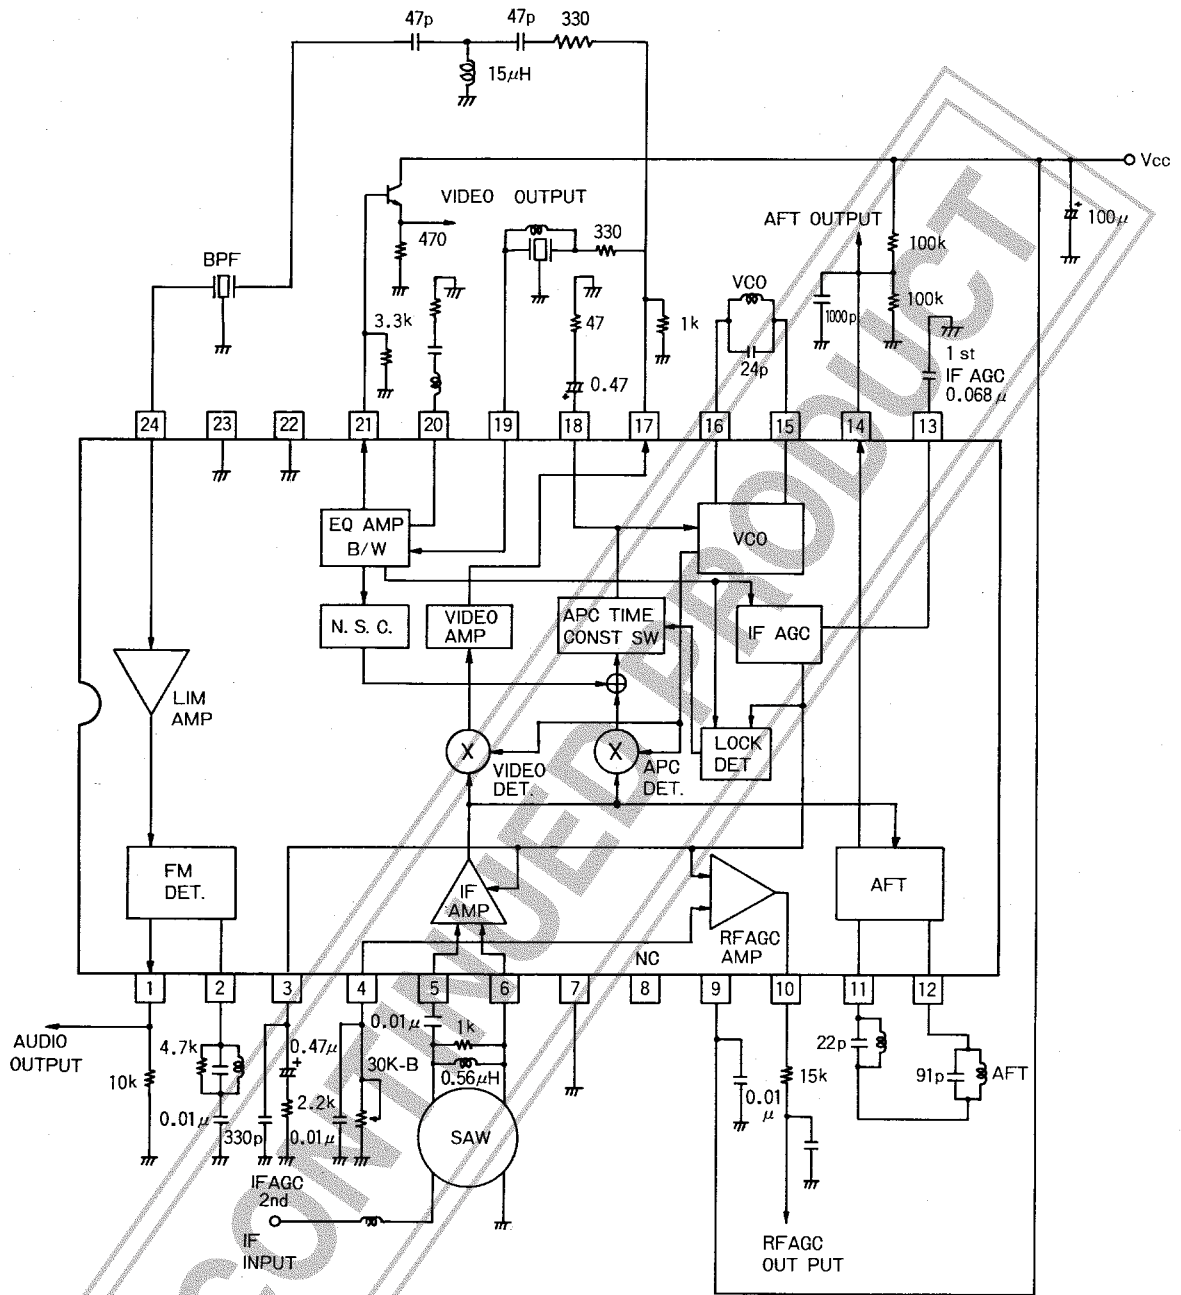 47p
47p
330
15μH
Vcc
VIDEO OUTPUT
AFT OUTPUT
100μ
+
470
330
100k
BPF
VCO
100k
1000p
3.3k
47
1k
24p
1 st
IF AGC
0.068μ
0.47
+
24
23
22
21
20
19
18
17
16
15
14
13
EQ AMP
B/W
VCO
N. S. C.
VIDEO
AMP
APC TIME
CONST SW
IF AGC
LIM
AMP
X
VIDEO
DET.
X
APC
DET.
LOCK
DET
FM
DET.
IF
AMP
AFT
RFAGC
AMP
NC
1
2
3
4
5
6
7
8
9
10
11
12
AUDIO
OUTPUT
10k
4.7k
0.01μ
330p
0.47μ
+
2.2k
0.01μ
30K-B
0.01μ
1k
0.56μH
SAW
0.01
μ
15k
22p
91p
AFT
IFAGC
2nd
IF
INPUT
RFAGC
OUT PUT
CONTINUED PRODUCT